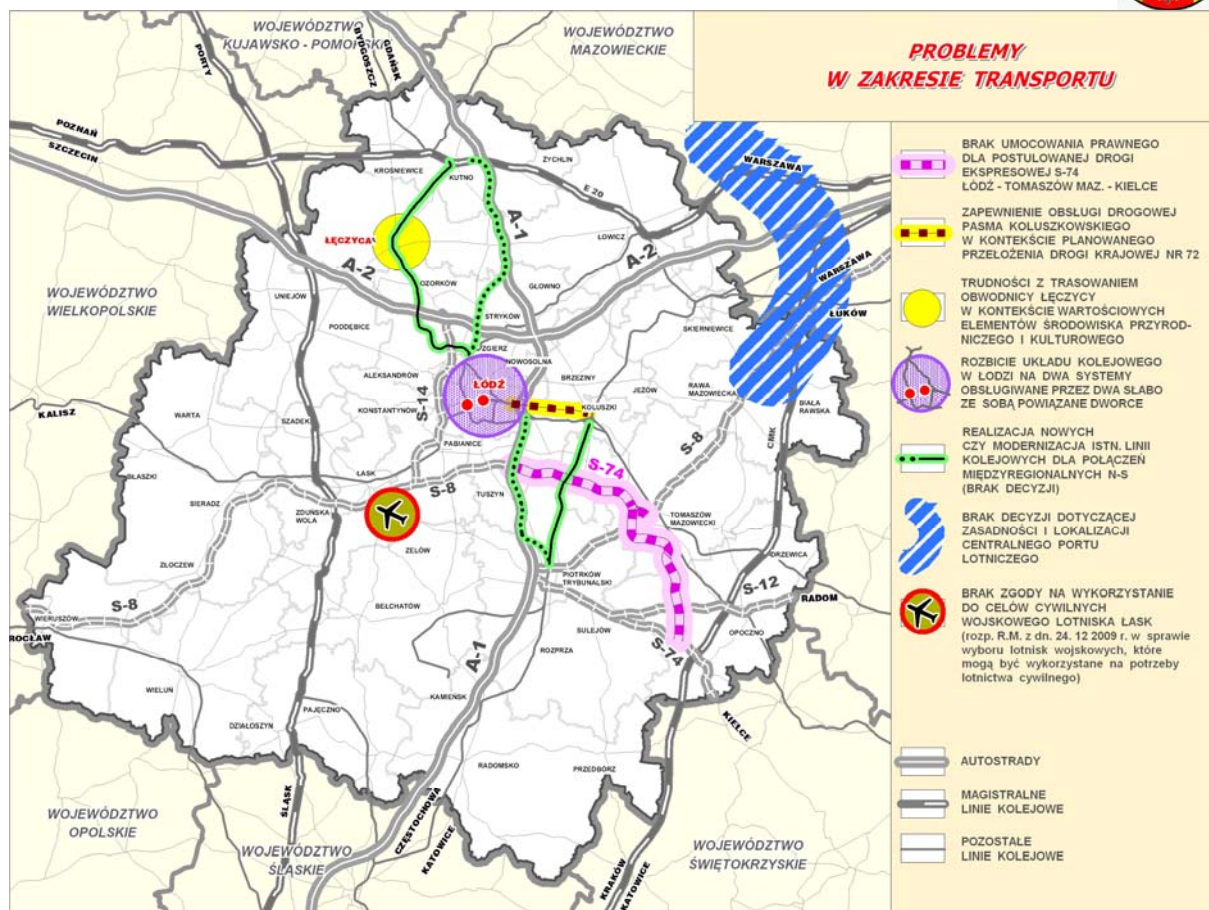 PROBLEMY
W ZAKRESIE TRANSPORTU
WOJEWÓDZTWO
KUJAWSKO - POMORSKI
WOJEWÓDZTWO
MAZOWIECKIE
PORTY
BYDGOSZCZ
GDAŃSK
POZNAŃ
SZCZECIN
KROŚNIEWICE
KUTNO
ŻYCHLIN
WARSZAWA
E 20
A-1
ŁĘCZYCA
ŁOWICZ
A-2
A-2
WARSZAWA
OZORKÓW
GŁOWNO
WOJEWÓDZTWO
WIELKOPOLSKIE
UNIEJÓW
STRYKÓW
PODDĘBICE
SKIERNIEWICE
ŁUKÓW
ZGIERZ
NOWOSOLNA
ALEKSANDRÓW
ŁÓDŹ
BRZEZINY
JEŻÓW
RAWA
MAZOWIECKA
KALISZ
WARTA
KONSTANTYNÓW
S-14
KOLUSZKI
BIAŁA
RAWSKA
SZADEK
PABIANICE
S-8
CMK
BŁASZKI
ŁASK
S-8
S-74
SIERADZ
ZDUŃSKA
WOLA
TUSZYN
TOMASZÓW
MAZOWIECKI
ZŁOCZEW
ZELÓW
DRZEWICA
PIOTRKÓW
TRYBUNALSKI
S-12
RADOM
S-8
BEŁCHATÓW
WIERUSZÓW
ROCŁAW
SULEJÓW
OPOCZNO
A-1
ROZPRZA
S-74
WIELUŃ
KAMIEŃSK
PAJĘCZNO
KIELCE
DZIAŁOSZYN
RADOMSKO
PRZEDBÓRZ
WOJEWÓDZTWO
OPOLSKIE
ŚLĄSK
WOJEWÓDZTWO
ŚLĄSKIE
CZĘSTOCHOWA
KATOWICE
WOJEWÓDZTWO
ŚWIĘTOKRZYSKIE
KRAKÓW
KATOWICE
BRAK UMOCOWANIA PRAWNEGO
DLA POSTULOWANEJ DROGI
EKSPRESOWEJ S-74
ŁÓDŹ - TOMASZÓW MAZ. - KIELCE
ZAPEWNIENIE OBSŁUGI DROGOWEJ
PASMA KOLUSZKOWSKIEGO
W KONTEKŚCIE PLANOWANEGO
PRZEŁOŻENIA DROGI KRAJOWEJ NR 72
TRUDNOŚCI Z TRASOWANIEM
OBWODNICY ŁĘCZYCY
W KONTEKŚCIE WARTOŚCIOWYCH
ELEMENTÓW ŚRODOWISKA PRZYROD-
NICZEGO I KULTUROWEGO
ROZBICIE UKŁADU KOLEJOWEGO
W ŁODZI NA DWA SYSTEMY
OBSŁUGIWANE PRZEZ DWA SŁABO
ZE SOBĄ POWIĄZANE DWORCE
REALIZACJA NOWYCH
CZY MODERNIZACJA ISTN. LINII
KOLEJOWYCH DLA POŁĄCZEŃ
MIĘDZYREGIONALNYCH N-S
(BRAK DECYZJI)
BRAK DECYZJI DOTYCZĄCEJ
ZASADNOŚCI I LOKALIZACJI
CENTRALNEGO PORTU
LOTNICZEGO
BRAK ZGODY NA WYKORZYSTANIE
DO CELÓW CYWILNYCH
WOJSKOWEGO LOTNISKA ŁASK
(rozp. R.M. z dn. 24. 12 2009 r. w sprawie
wyboru lotnisk wojskowych, które
mogą być wykorzystane na potrzeby
lotnictwa cywilnego)
AUTOSTRADY
MAGISTRALNE
LINIE KOLEJOWE
POZOSTAŁE
LINIE KOLEJOWE